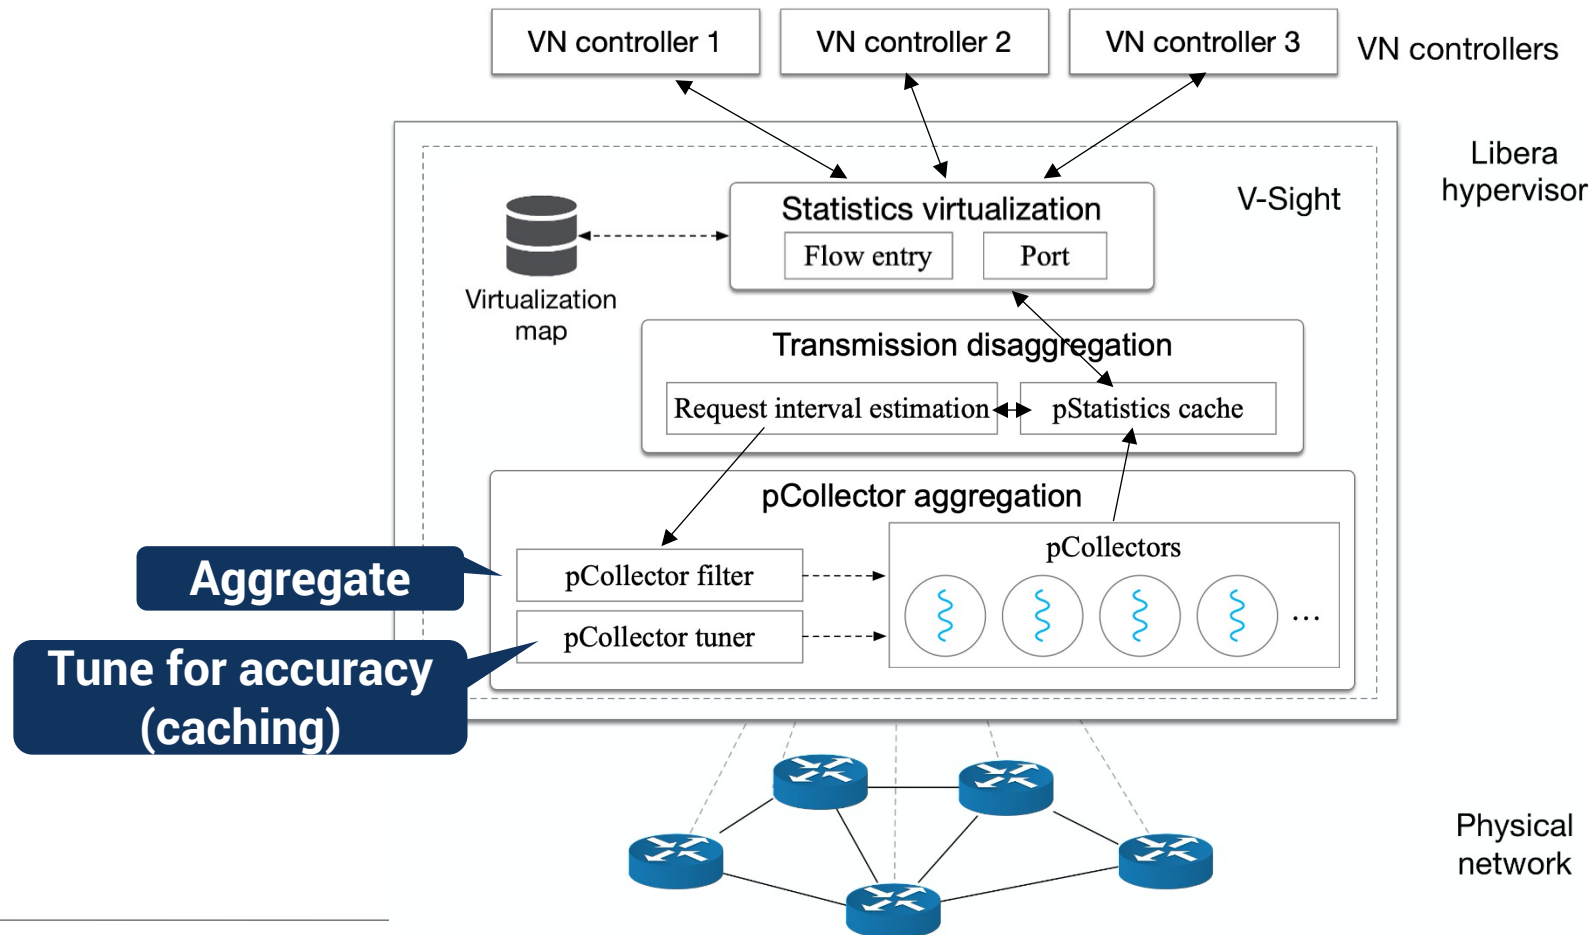 VN controller 1
VN controller 2
VN controller 3
VN controllers
Libera
hypervisor
V-Sight
Statistics virtualization
Flow entry
Port
Virtualization
map
Transmission disaggregation
Request interval estimation
pStatistics cache
pCollector aggregation
pCollectors
Aggregate
pCollector filter
...
pCollector tuner
Tune for accuracy
(caching)
Physical
network